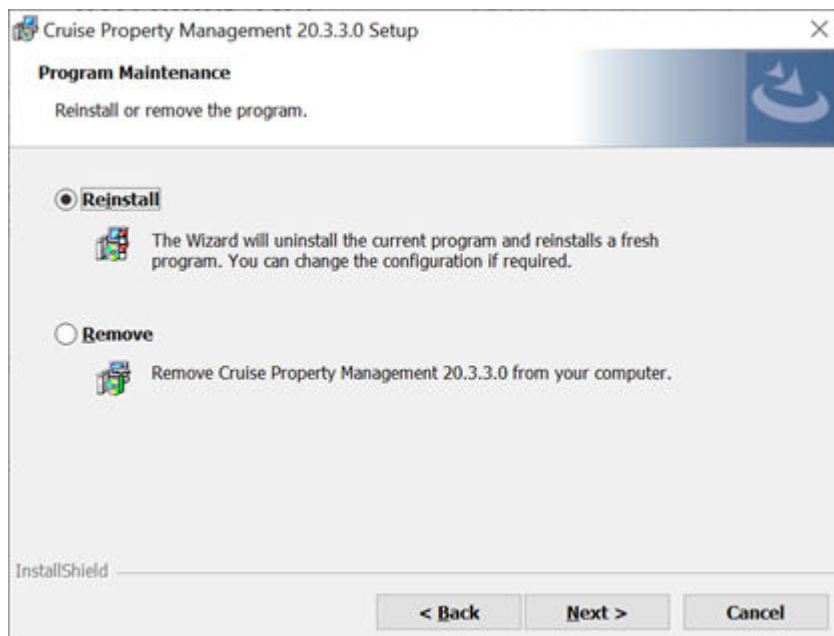 Cruise Property Management 20.3.3.0 Setup
Program Maintenance
Reinstall or remove the program.
Reinstall
The Wizard will uninstall the current program and reinstalls a fresh
program. You can change the configuration if required.
Remove
Remove Cruise Property Management 20.3.3.0 from your computer.
InstallShield
< Back
Next >
Cancel